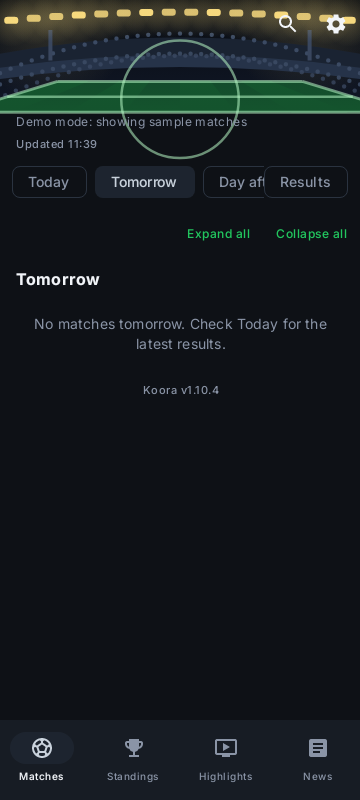 Demo mode: showing sample matches
Updated 11:39
Today
Tomorrow
Day aft
Results
Expand all
Collapse all
Tomorrow
No matches tomorrow. Check Today for the
latest results.
Koora v1.10.4
Matches
Standings
Highlights
News